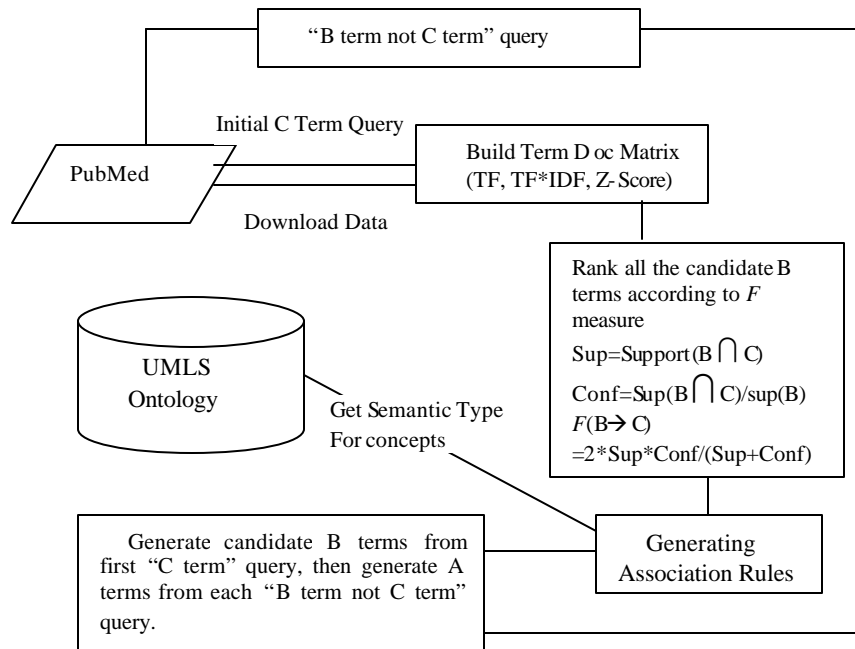 “B term not C term” query
Initial C Term Query
PubMed
Build Term D oc Matrix
(TF, TF*IDF, Z-Score)
Download Data
Rank all the candidate B
terms according to F
measure
Sup=Support(B ⋂ C)
Conf=Sup(B ⋂ C)/sup(B)
F(B→ C)
=2*Sup*Conf/(Sup+Conf)
UMLS
Ontology
Get Semantic Type
For concepts
Generate candidate B terms from
first “C term” query, then generate A
terms from each “B term not C term”
query.
Generating
Association Rules